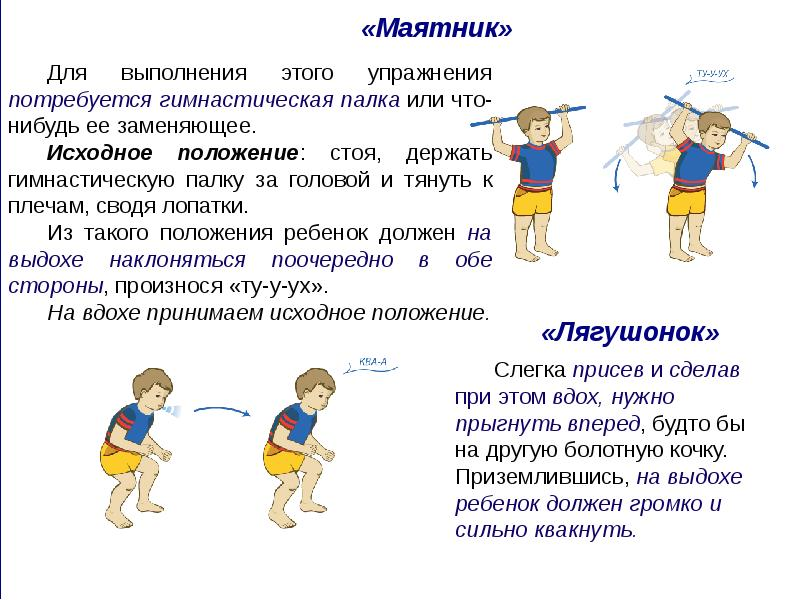 «Маятник»
Для выполнения этого упражнения
потребуется гимнастическая палка или что-
нибудь ее заменяющее.
Исходное положение: стоя, держать
гимнастическую палку за головой и тянуть к
плечам, сводя лопатки.
Из такого положения ребенок должен на
выдохе наклоняться поочередно в обе
стороны, произнося «ту-у-ух».
На вдохе принимаем исходное положение.
ТУ-У-УХ
«Лягушонок»
КВА-А
Слегка присев и сделав
при этом вдох, нужно
прыгнуть вперед, будто бы
на другую болотную кочку.
Приземлившись, на выдохе
ребенок должен громко и
сильно квакнуть.